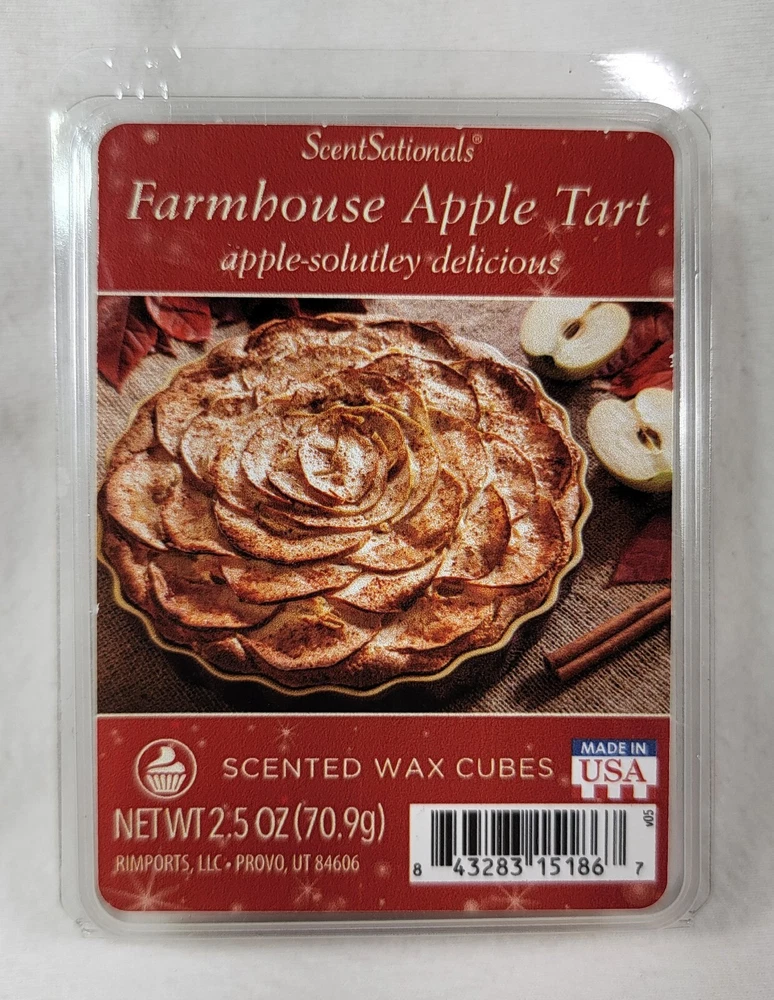 ScentSationals®
Farmhouse Apple Tart
apple-solutley delicious
SCENTED WAX CUBES
MADE IN
USA
NET WT 2.5 OZ (70.9g)
RIMPORTS, LLC • PROVO, UT 84606
v05
8 43283 15186 7